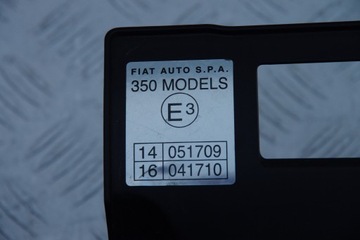 FIAT AUTO S.P.A.
350 MODELS
E3
14 051709
16 041710